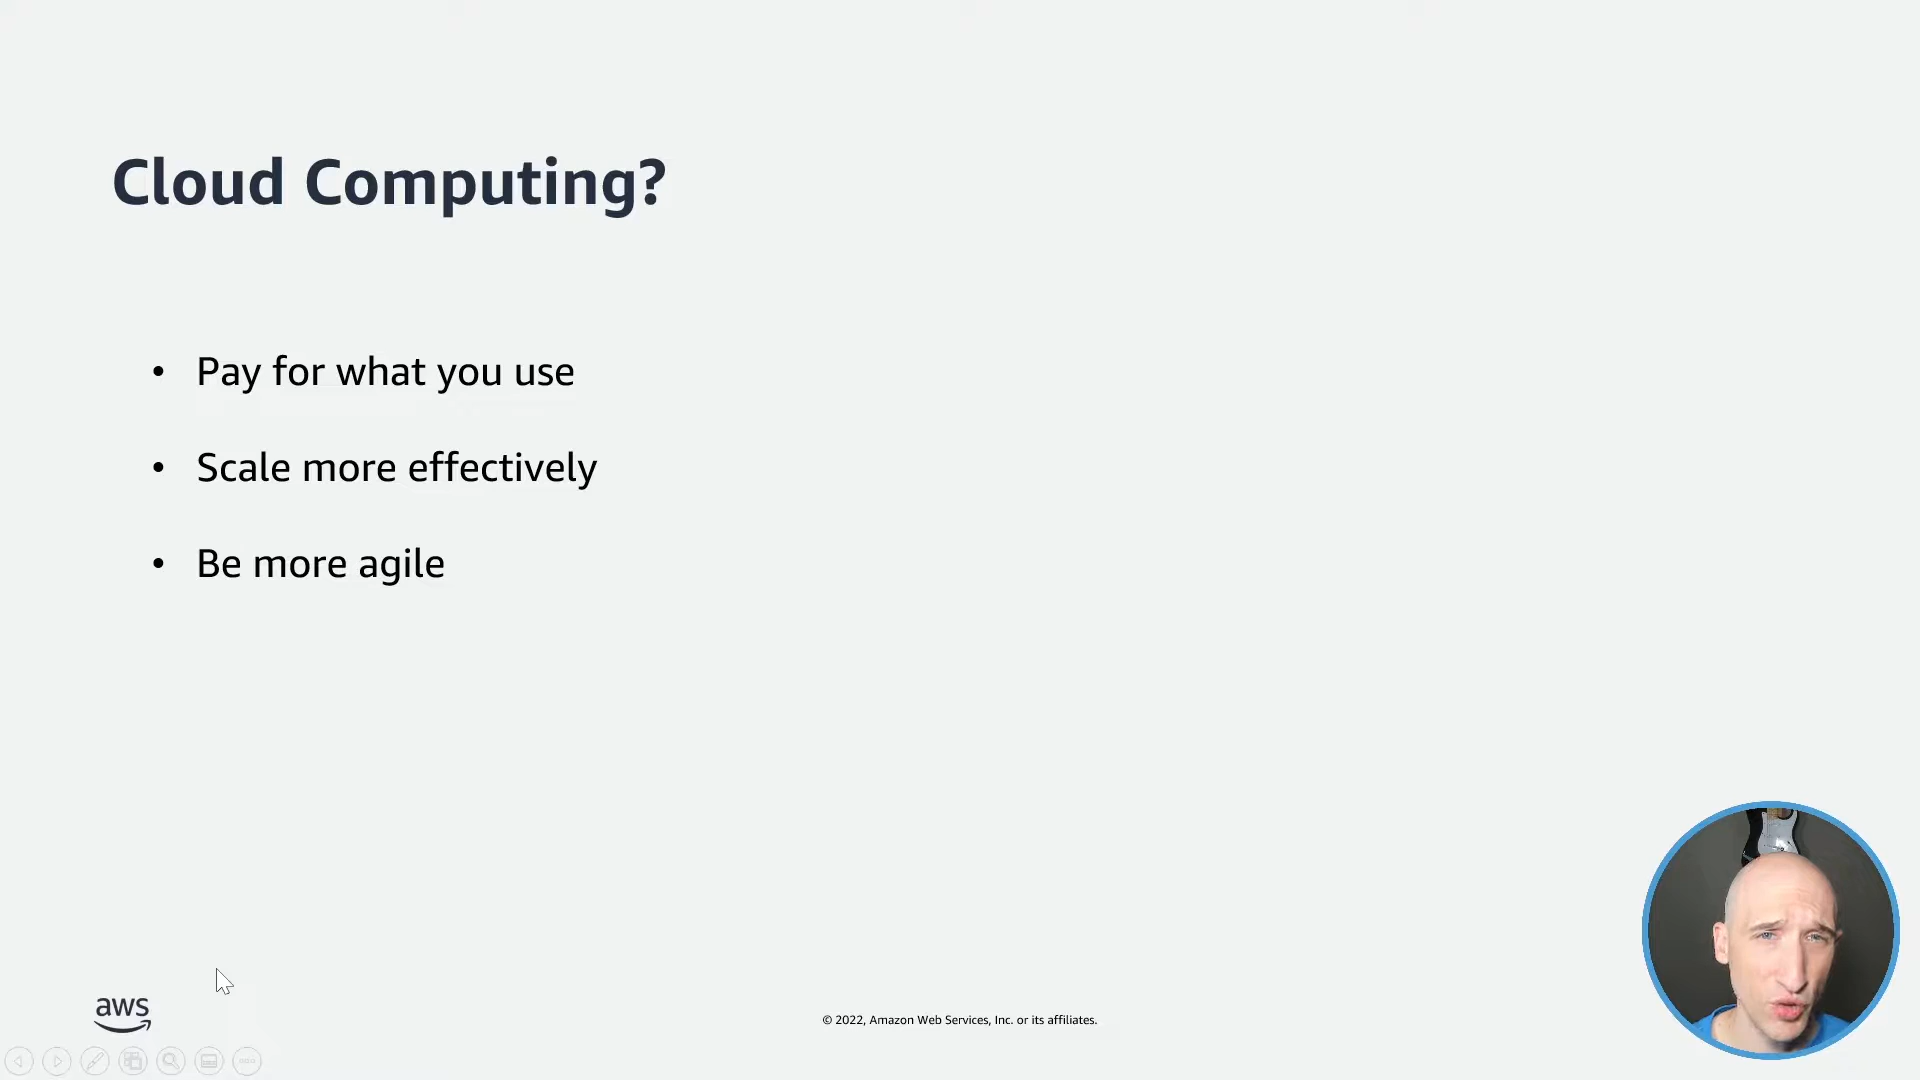 Cloud Computing?
• Pay for what you use
• Scale more effectively
• Be more agile
aws
© 2022, Amazon Web Services, Inc. or its affiliates.